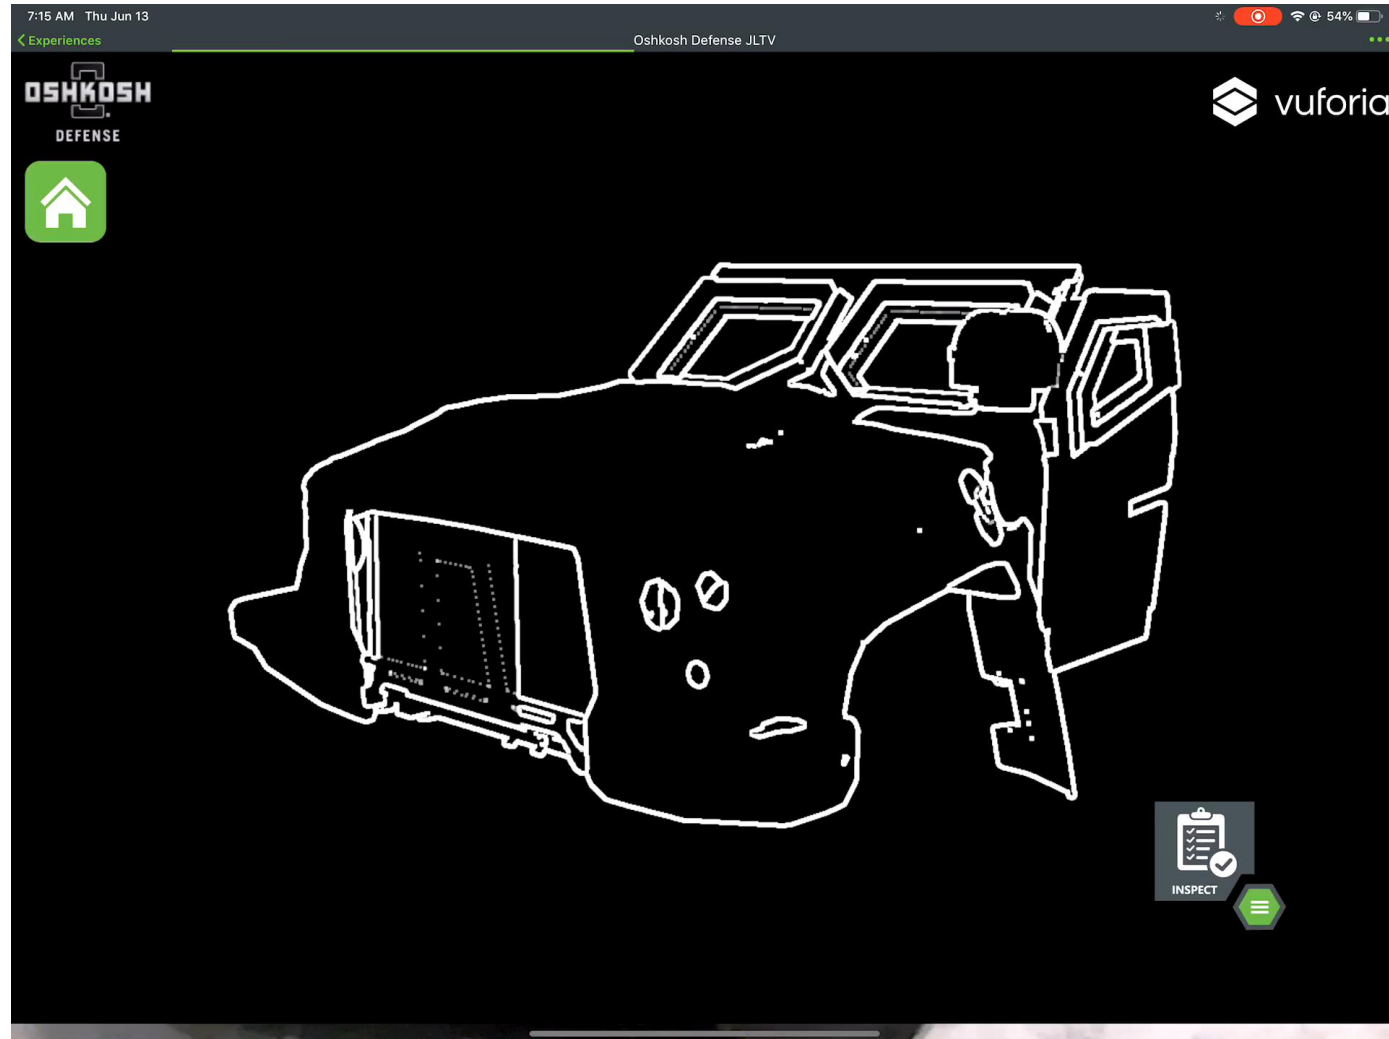 7:15 AM Thu Jun 13
54%
Experiences
Oshkosh Defense JLTV
OSHKOSH
DEFENSE
vuforia
INSPECT